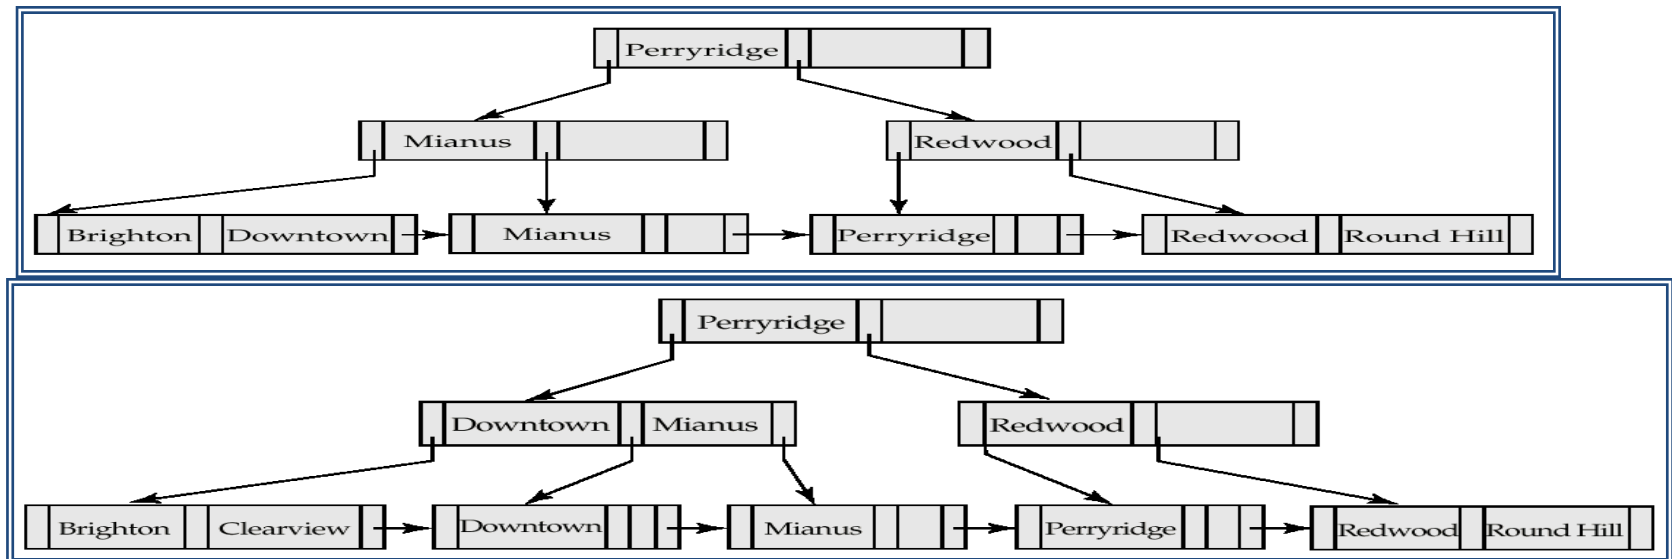 Perryridge
Mianus Redwood
Brighton Downtown Mianus Perryridge Redwood Round Hill
Perryridge
Downtown Mianus Redwood
Brighton Clearview Downtown Mianus Perryridge Redwood Round Hill